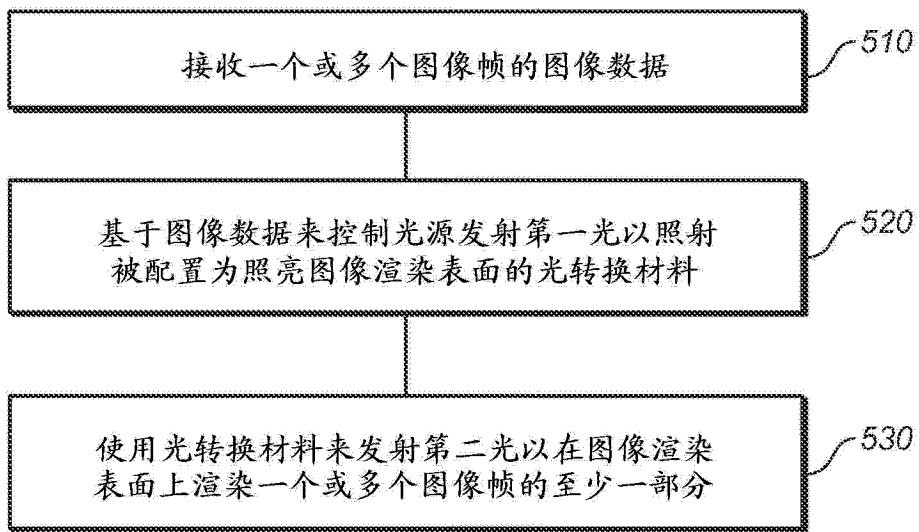 接收一个或多个图像帧的图像数据
510
基于图像数据来控制光源发射第一光以照射
被配置为照亮图像渲染表面的光转换材料
520
使用光转换材料来发射第二光以在图像渲染
表面上渲染一个或多个图像帧的至少一部分
530